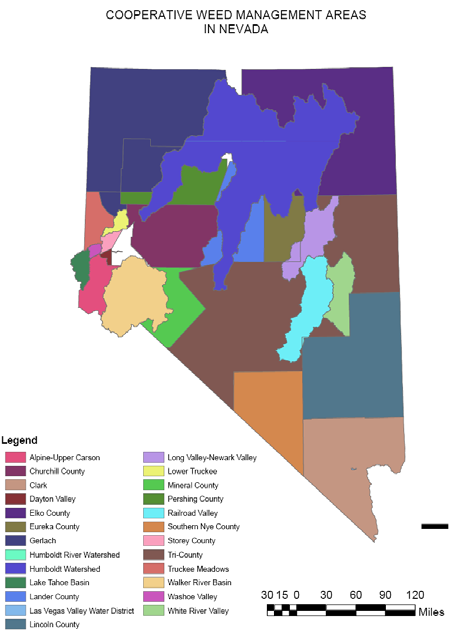 COOPERATIVE WEED MANAGEMENT AREAS
IN NEVADA
Legend
Alpine-Upper Carson
Churchill County
Clark
Dayton Valley
Elko County
Eureka County
Gerlach
Humboldt River Watershed
Humboldt Watershed
Lake Tahoe Basin
Lander County
Las Vegas Valley Water District
Lincoln County
Long Valley-Newark Valley
Lower Truckee
Mineral County
Pershing County
Railroad Valley
Southern Nye County
Storey County
Tri-County
Truckee Meadows
Walker River Basin
Washoe Valley
White River Valley
30 15 0 30 60 90 120
Miles